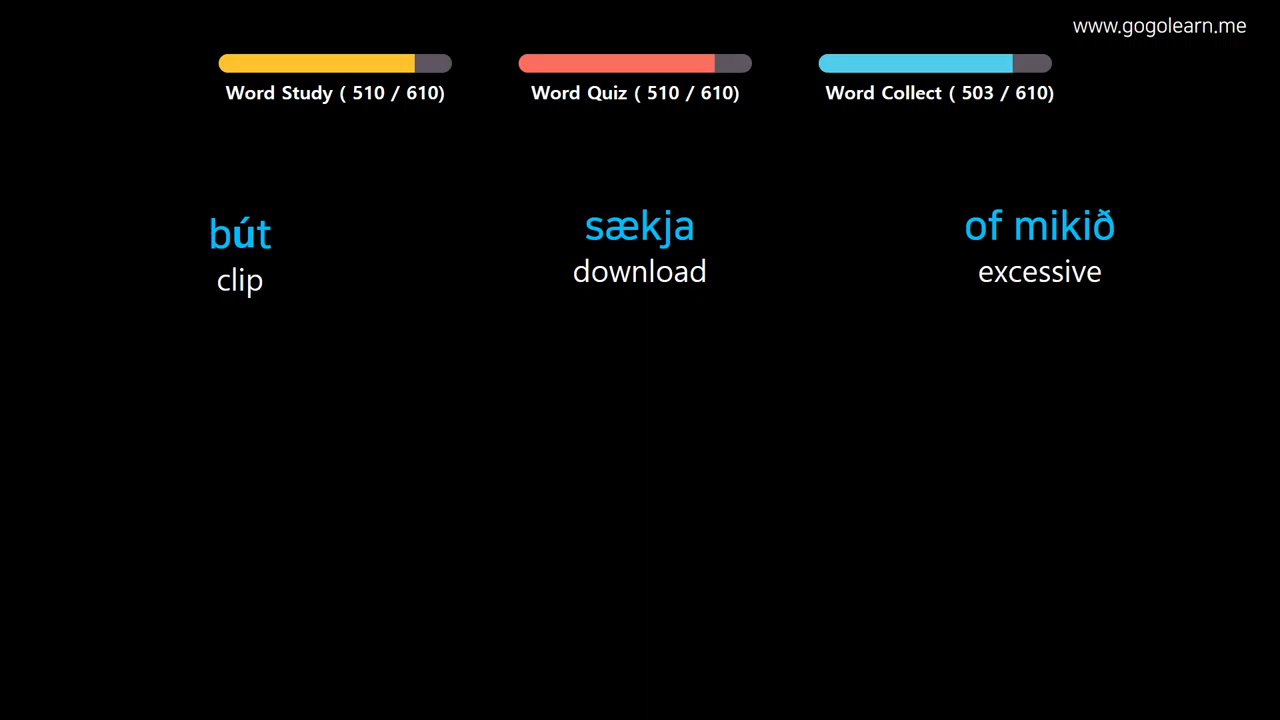 www.gogolearn.me
Word Study ( 510 / 610)
Word Quiz ( 510 / 610)
Word Collect ( 503 / 610)
bút
clip
sækja
download
of mikið
excessive